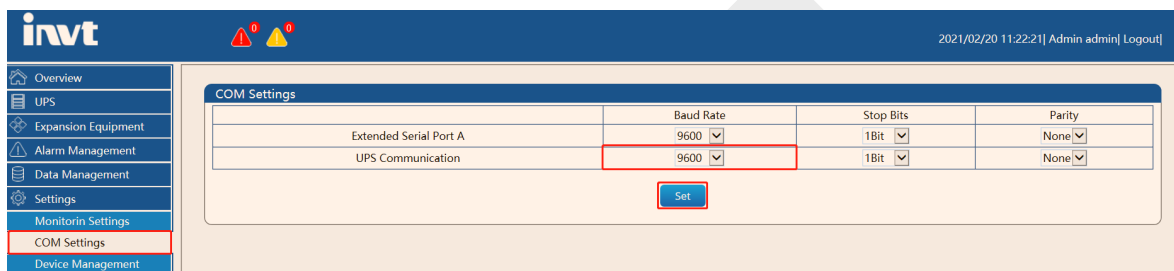 invt
0 0
2021/02/20 11:22:21| Admin admin| Logout|
Overview
UPS
Expansion Equipment
Alarm Management
Data Management
Settings
Monitorin Settings
COM Settings
Device Management
COM Settings
Baud Rate Stop Bits Parity
Extended Serial Port A 9600 1Bit None
UPS Communication 9600 1Bit None
Set